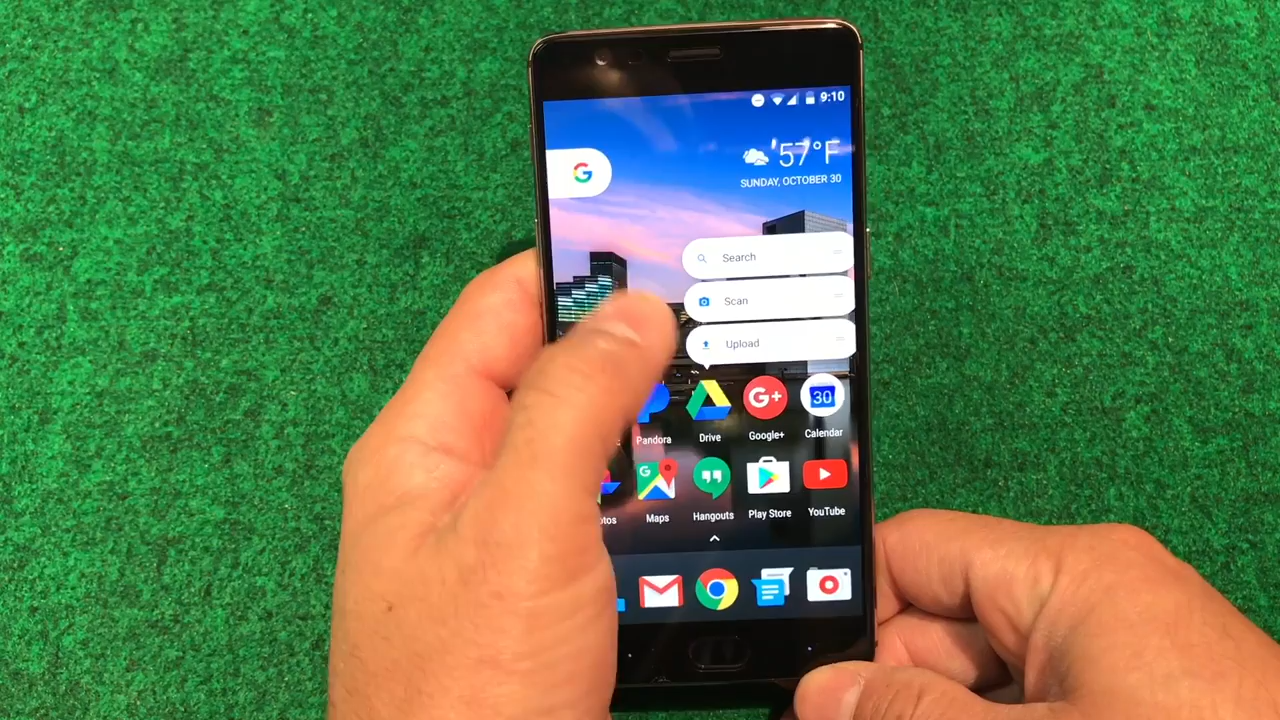 9:10
57°F
SUNDAY, OCTOBER 30
G
Search
Scan
Upload
G+
30
Pandora
Drive
Google+
Calendar
G
Maps
Hangouts
Play Store
YouTube